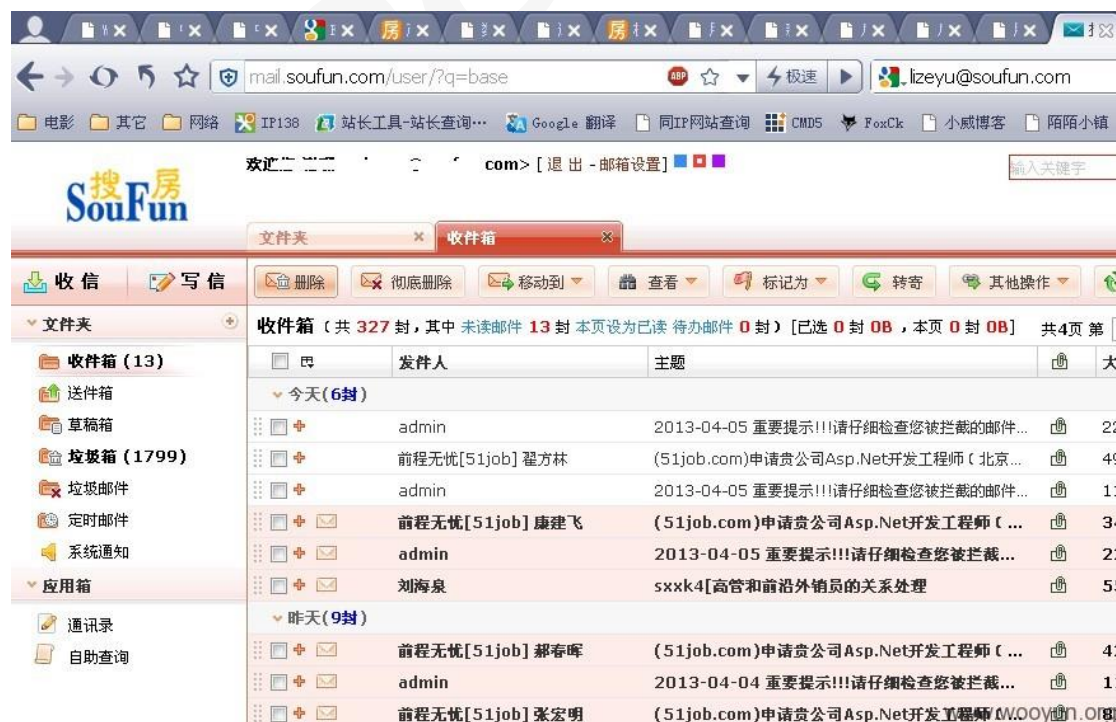 mail.soufun.com/user/?q=base ABP 极速 lizeyu@soufun.com
电影 其它 网络 IP138 站长工具-站长查询… Google 翻译 同IP网站查询 CMD5 FoxCk 小威博客 陌陌小镇
com> [ 退 出 - 邮箱设置]
输入关键字
搜房
SouFun
文件夹 收件箱
收信 写信 删除 彻底删除 移动到 查看 标记为 转寄 其他操作
文件夹
收件箱 ( 共 327 封 , 其中 未读邮件 13 封 本页设为已读 待办邮件 0 封 ) [已选 0 封 0B , 本页 0 封 0B] 共4页 第
收件箱 (13)
发件人 主题
送件箱
今天(6封)
草稿箱
admin 2013-04-05 重要提示!!!请仔细检查您被拦截的邮件...
垃圾箱 (1799)
前程无忧[51job] 翟方林 (51job.com)申请贵公司Asp.Net开发工程师 ( 北京...
垃圾邮件
admin 2013-04-05 重要提示!!!请仔细检查您被拦截的邮件...
定时邮件
前程无忧[51job] 康建飞 (51job.com)申请贵公司Asp.Net开发工程师 ( ...
系统通知
admin 2013-04-05 重要提示!!!请仔细检查您被拦截...
应用箱
刘海泉 sxxk4[高管和前沿外销员的关系处理
通讯录
昨天(9封)
自助查询
前程无忧[51job] 郝春晖 (51job.com)申请贵公司Asp.Net开发工程师 ( ...
admin 2013-04-04 重要提示!!!请仔细检查您被拦截...
前程无忧[51job] 张宏明 (51job.com)申请贵公司Asp.Net开发工程师
www.wooyun.org